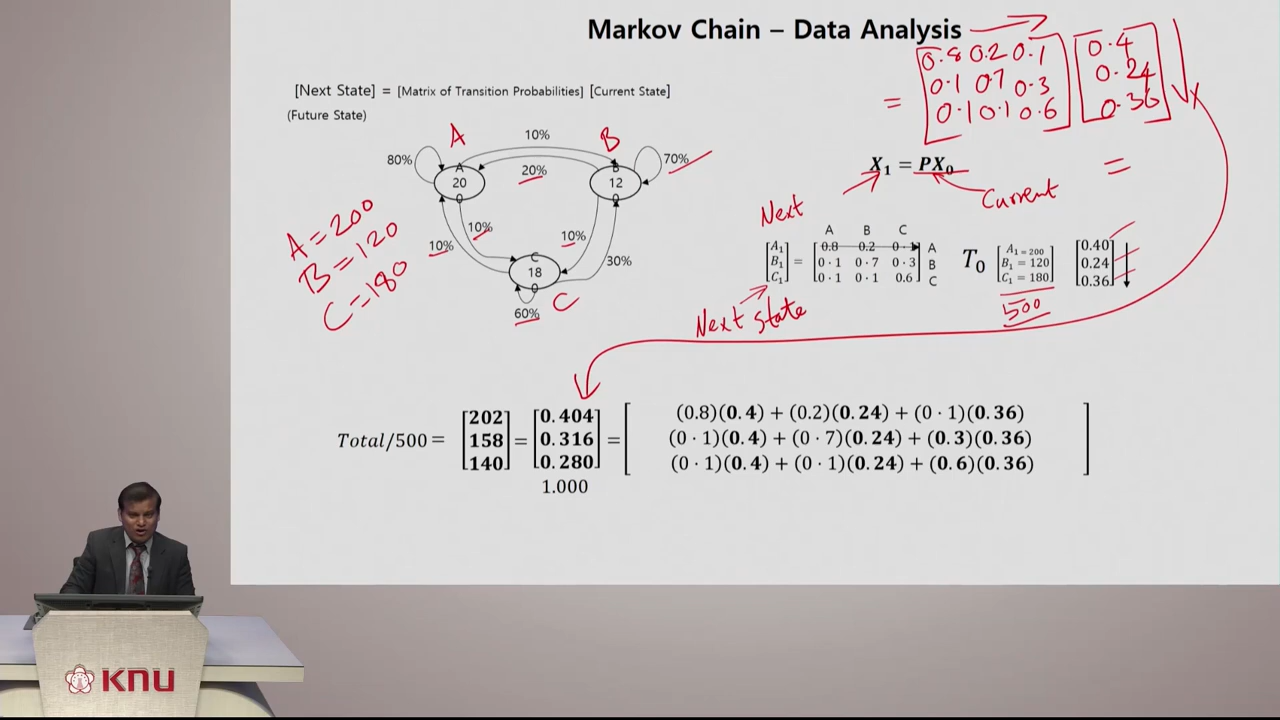 Markov Chain – Data Analysis
[Next State] = [Matrix of Transition Probabilities] [Current State]
(Future State)
= [0.8 0.2 0.1] [0.4]
[0.1 0.7 0.3] [0.24]
[0.1 0.1 0.6] [0.36]
x
=
A
B
10%
80%
70%
20%
A
20
0
B
12
0
10%
10%
10%
30%
C
18
0
C
60%
A=200
B=120
C=180
X₁ = PX₀
Next
Current
A B C
[A₁] = [0.8 0.2 0·1] A
[B₁] [0·1 0·7 0·3] B
[C₁] [0·1 0·1 0.6] C
T₀ [A₁₌₂₀₀] [0.40]
[B₁ = 120] [0.24]
[C₁ = 180] [0.36]
500
Next State
Total/500 = [202] = [0.404] = [(0.8)(0.4) + (0.2)(0.24) + (0·1)(0.36)]
[158] [0.316] [(0·1)(0.4) + (0·7)(0.24) + (0.3)(0.36)]
[140] [0.280] [(0·1)(0.4) + (0·1)(0.24) + (0.6)(0.36)]
1.000
KNU